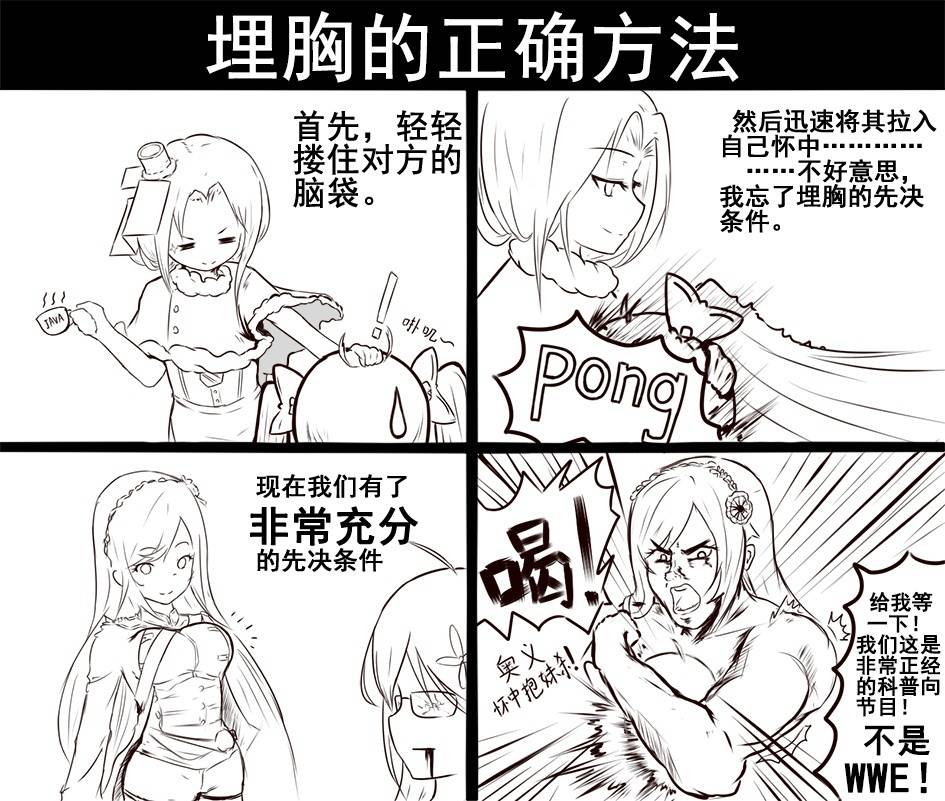 埋胸的正确方法
首先，轻轻
搂住对方的
脑袋。
JAVA
！
啪叽~
然后迅速将其拉入
自己怀中…………
……不好意思，
我忘了埋胸的先决
条件。
pong
现在我们有了
非常充分
的先决条件
喝！
奥义
怀中抱妹杀！
给我等
一下！
我们这是
非常正经
的科普向
节目！
不是
WWE！